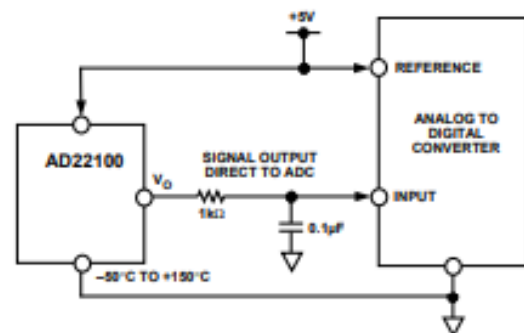 +5V
REFERENCE
ANALOG TO
DIGITAL
CONVERTER
AD22100
SIGNAL OUTPUT
DIRECT TO ADC
VO
INPUT
1kΩ
0.1µF
–50°C TO +150°C